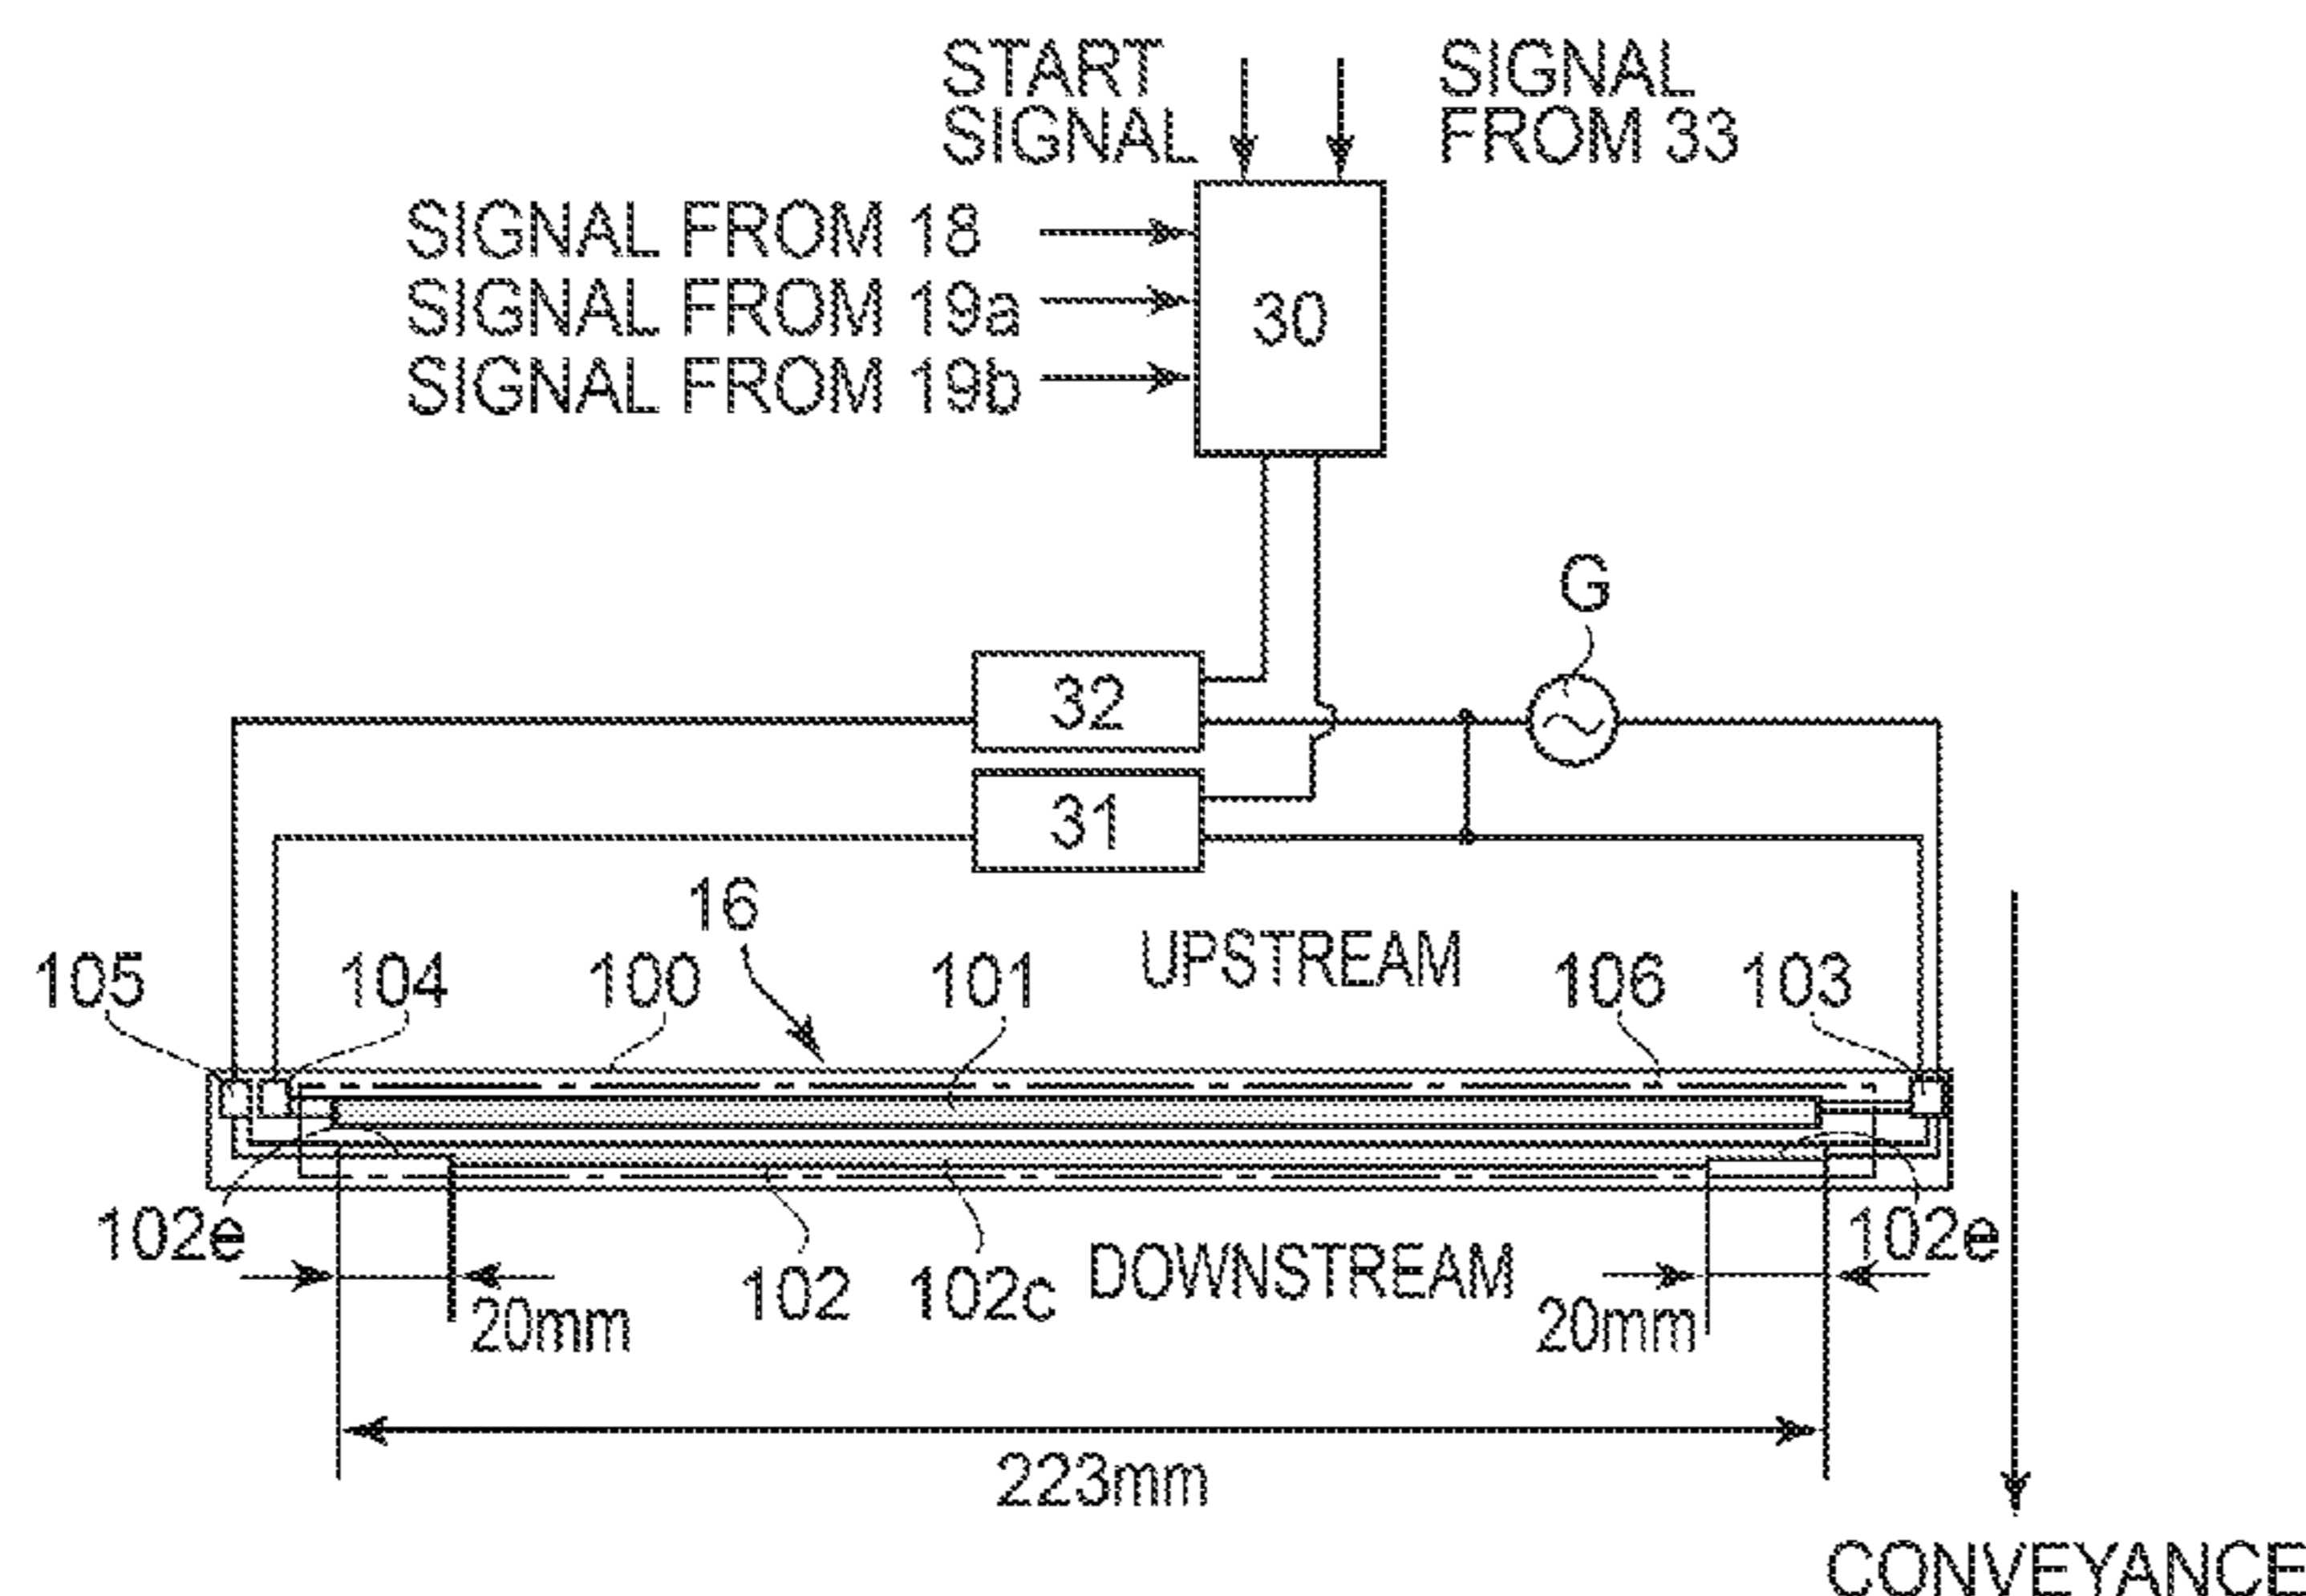 START
SIGNAL
SIGNAL
FROM 33
SIGNAL FROM 18
SIGNAL FROM 19a
SIGNAL FROM 19b
30
G
32
31
16
UPSTREAM
105
104
100
101
106
103
102e
102
102c
DOWNSTREAM
102e
20mm
20mm
223mm
CONVEYANCE